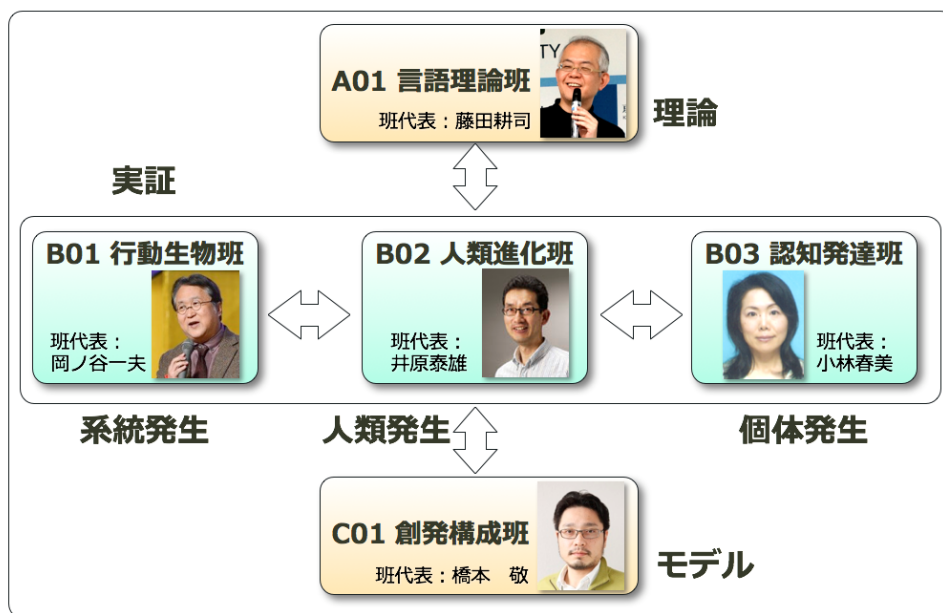 A01 言語理論班
班代表：藤田耕司
理論
実証
B01 行動生物班
班代表：
岡ノ谷一夫
B02 人類進化班
班代表：
井原泰雄
B03 認知発達班
班代表：
小林春美
系統発生
人類発生
個体発生
C01 創発構成班
班代表：橋本　敬
モデル